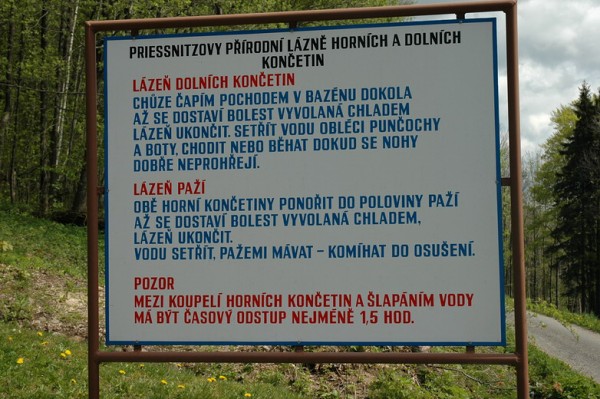 PRIESSNITZOVY PŘÍRODNÍ LÁZNĚ HORNÍCH A DOLNÍCH
KONČETIN
LÁZEŇ DOLNÍCH KONČETIN
CHŮZE ČAPÍM POCHODEM V BAZÉNU DOKOLA
AŽ SE DOSTAVÍ BOLEST VYVOLANÁ CHLADEM
LÁZEŇ UKONČIT. SETŘÍT VODU OBLÉCI PUNČOCHY
A BOTY, CHODIT NEBO BĚHAT DOKUD SE NOHY
DOBŘE NEPROHŘEJÍ.
LÁZEŇ PAŽÍ
OBĚ HORNÍ KONČETINY PONOŘIT DO POLOVINY PAŽÍ
AŽ SE DOSTAVÍ BOLEST VYVOLANÁ CHLADEM,
LÁZEŇ UKONČIT.
VODU SETŘÍT, PAŽEMI MÁVAT – KOMÍHAT DO OSUŠENÍ.
POZOR
MEZI KOUPELÍ HORNÍCH KONČETIN A ŠLAPÁNÍM VODY
MÁ BÝT ČASOVÝ ODSTUP NEJMÉNĚ 1,5 HOD.